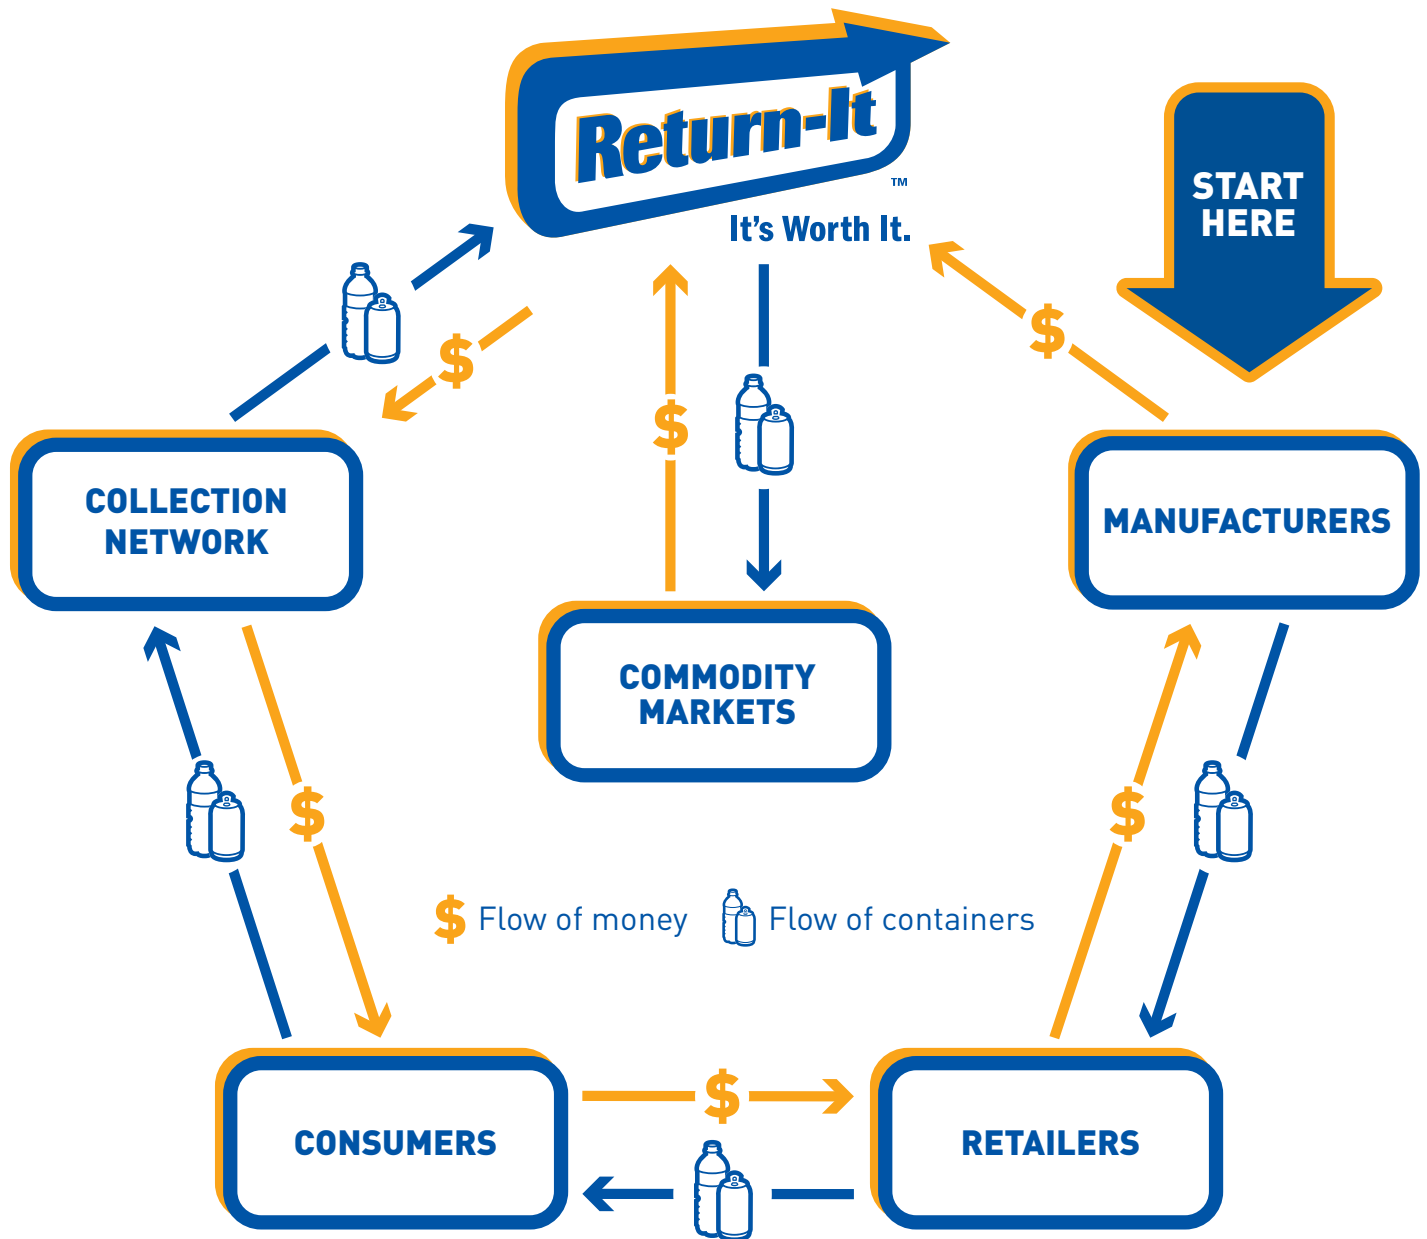 Return-It
™
It's Worth It.
START
HERE
COLLECTION
NETWORK
MANUFACTURERS
COMMODITY
MARKETS
$ Flow of money
Flow of containers
CONSUMERS
RETAILERS
$
$
$
$
$
$